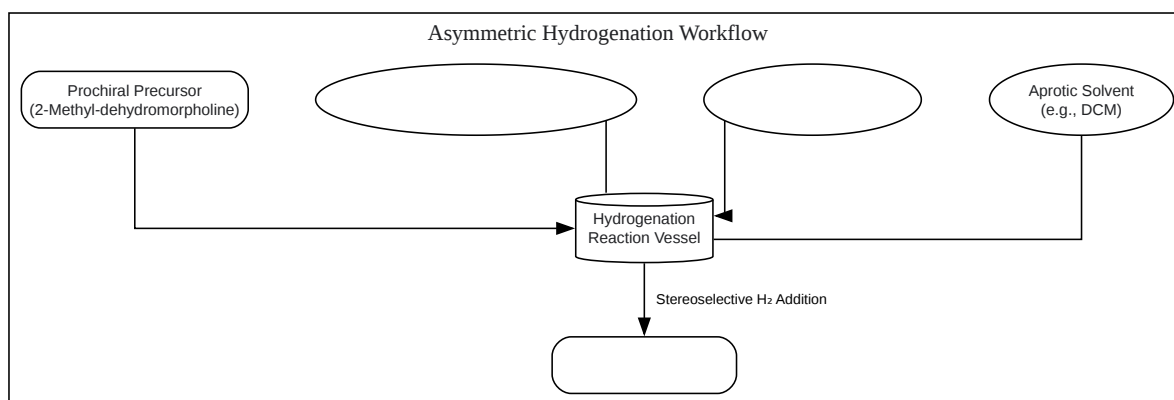 Asymmetric Hydrogenation Workflow
Prochiral Precursor
(2-Methyl-dehydromorpholine)
Aprotic Solvent
(e.g., DCM)
Hydrogenation
Reaction Vessel
Stereoselective H₂ Addition